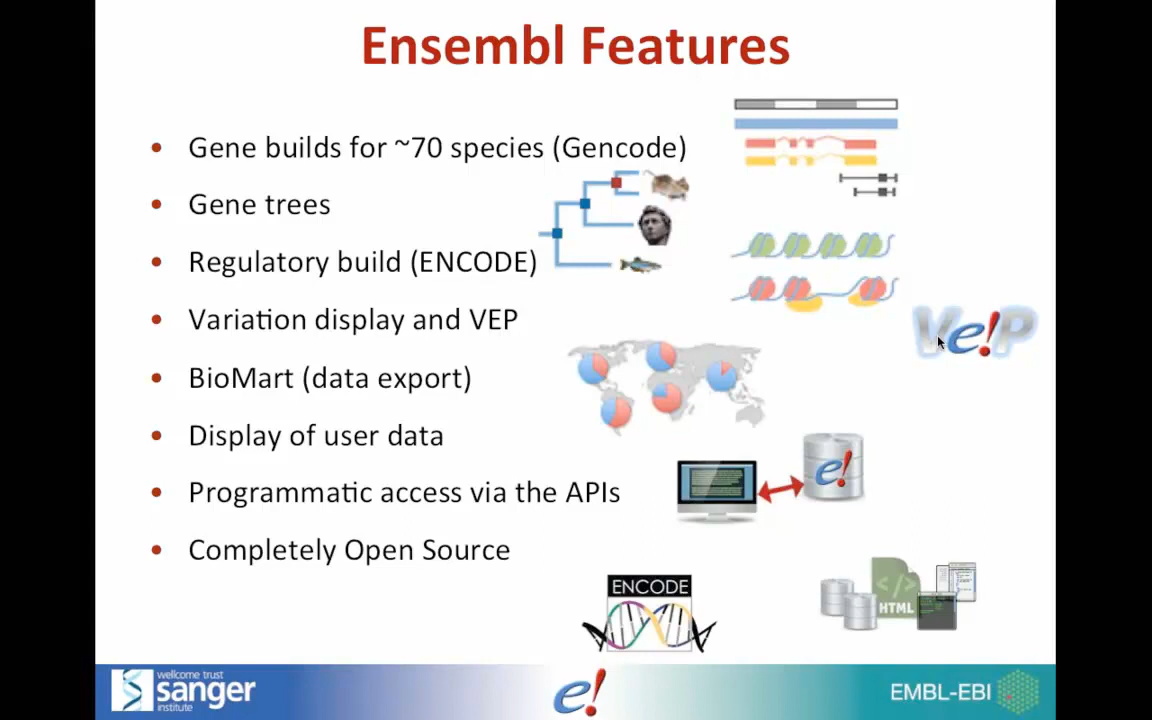 Ensembl Features
• Gene builds for ~70 species (Gencode)
• Gene trees
• Regulatory build (ENCODE)
• Variation display and VEP
Ve!P
• BioMart (data export)
• Display of user data
e!
• Programmatic access via the APIs
• Completely Open Source
ENCODE
</>
HTML
wellcome trust
sanger
institute
e!
EMBL-EBI